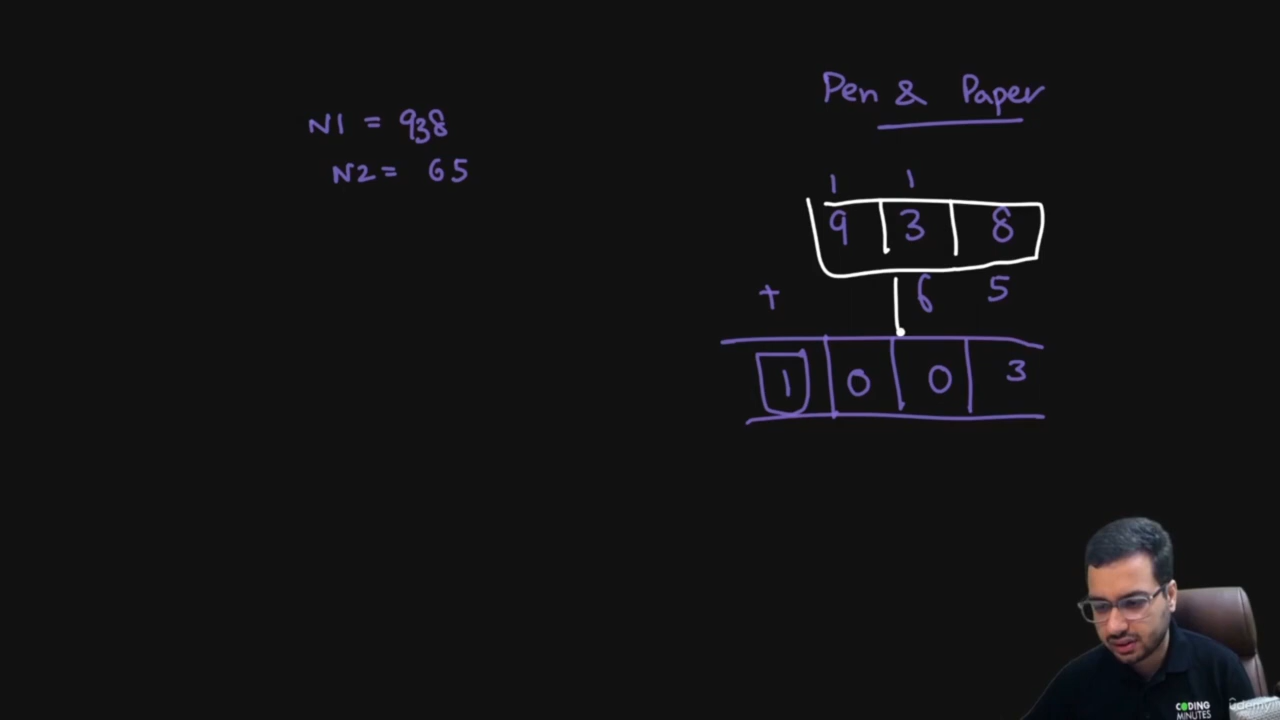 Pen & Paper
N1 = 938
N2 = 65
1 1
9 3 8
+ 6 5
1 0 0 3
CODING
MINUTES
ûdemy